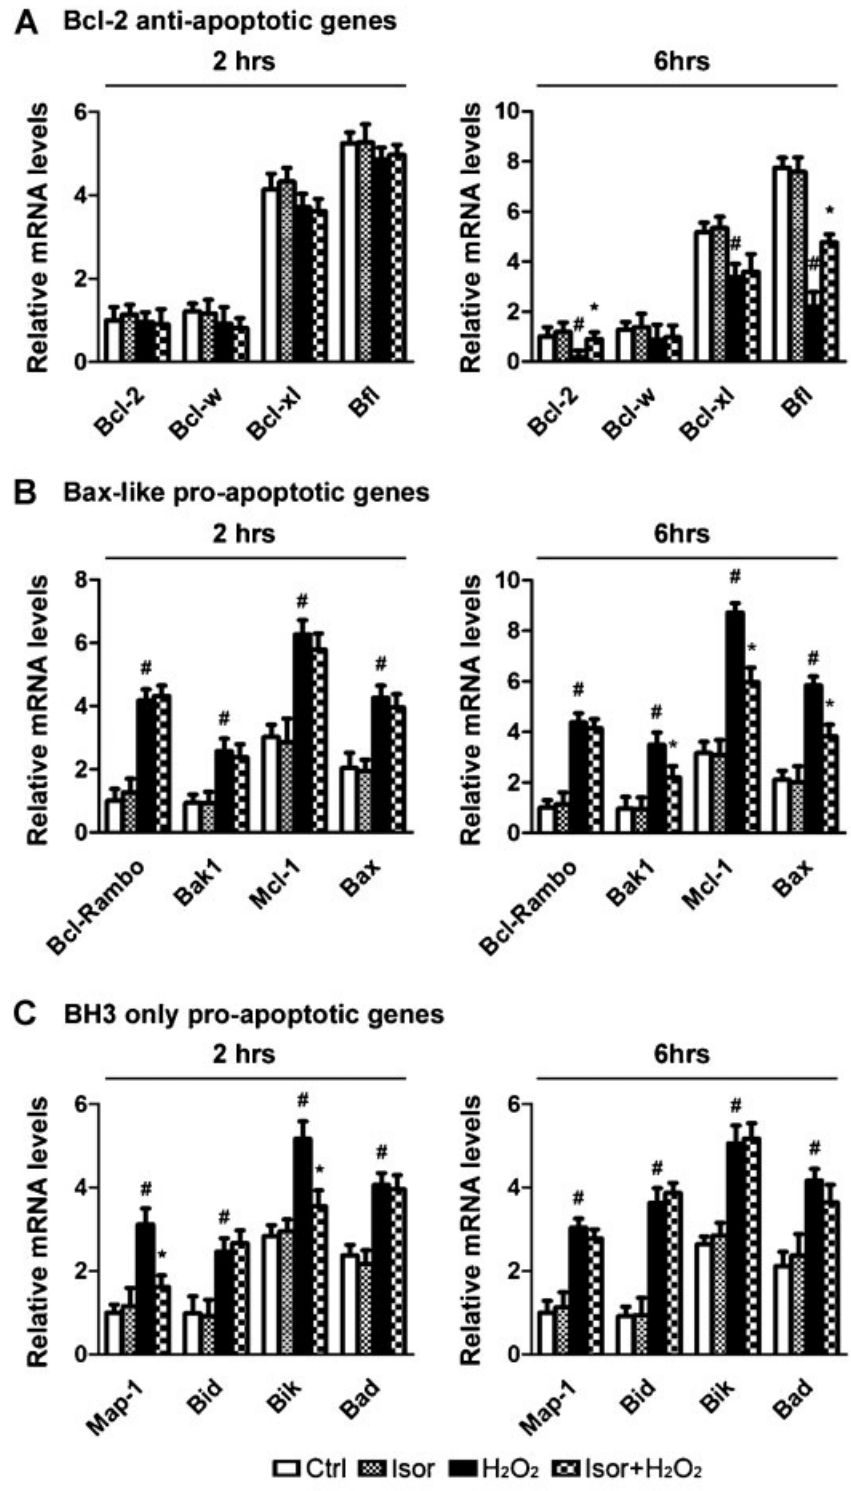 A Bcl-2 anti-apoptotic genes
2 hrs
6hrs
Relative mRNA levels
6
4
2
0
Bcl-2
Bcl-w
Bcl-xl
Bfl
Relative mRNA levels
10
8
6
4
2
0
#
*
#
#
*
Bcl-2
Bcl-w
Bcl-xl
Bfl
B Bax-like pro-apoptotic genes
2 hrs
6hrs
Relative mRNA levels
8
6
4
2
0
#
#
#
#
Bcl-Rambo
Bak1
Mcl-1
Bax
Relative mRNA levels
10
8
6
4
2
0
#
#
*
#
*
#
*
Bcl-Rambo
Bak1
Mcl-1
Bax
C BH3 only pro-apoptotic genes
2 hrs
6hrs
Relative mRNA levels
6
4
2
0
#
*
#
#
*
#
Map-1
Bid
Bik
Bad
Relative mRNA levels
6
4
2
0
#
#
#
#
Map-1
Bid
Bik
Bad
Ctrl Isor H₂O₂ Isor+H₂O₂